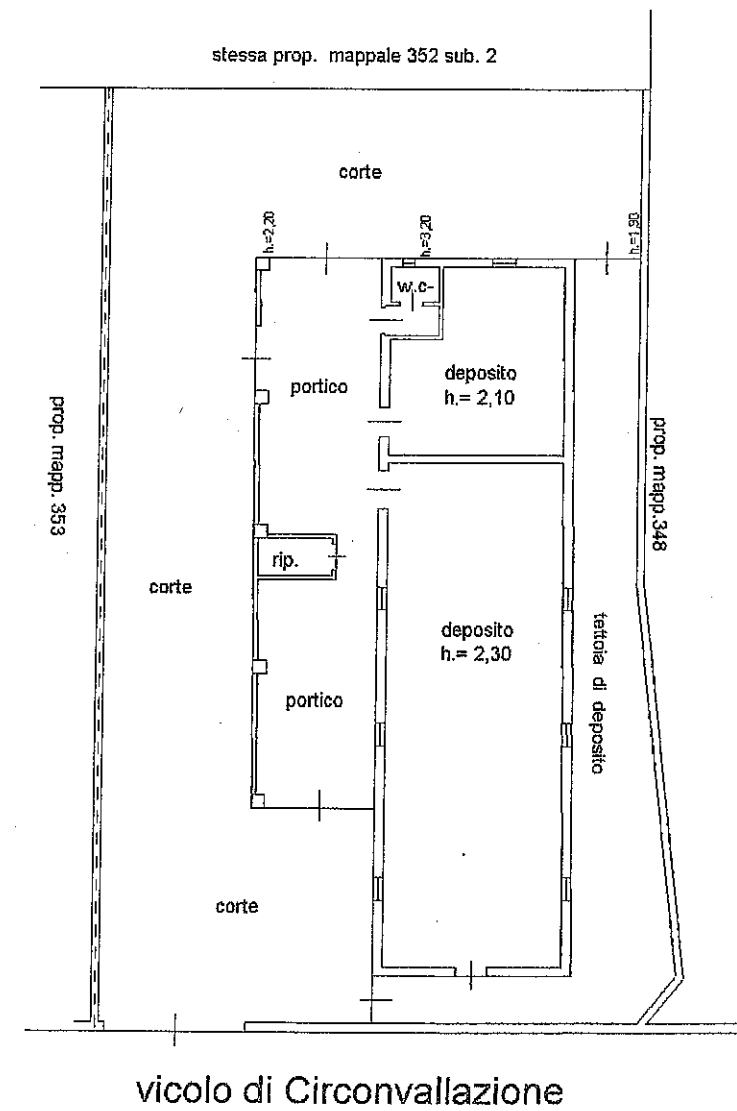 stessa prop. mappale 352 sub. 2
corte
h.=2,20
h.=3,20
h.=1,90
w.c-
portico
deposito
h.= 2,10
prop. mapp. 353
prop. mapp.348
rip.
corte
deposito
h.= 2,30
tettoia di deposito
portico
corte
vicolo di Circonvallazione